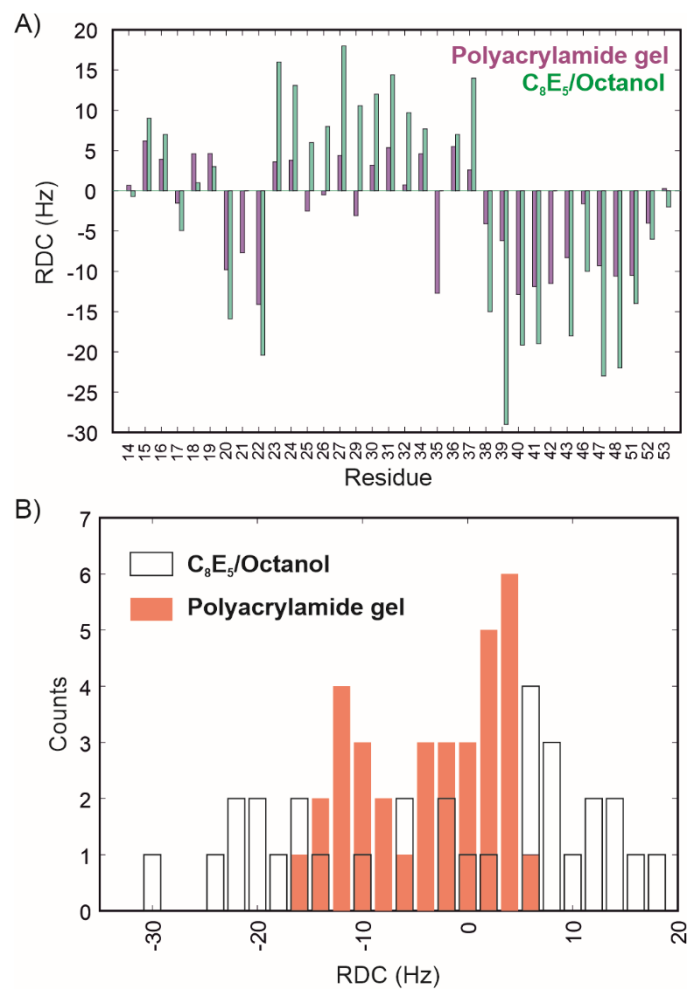 A)
20
15
10
5
0
-5
-10
-15
-20
-25
-30
RDC (Hz)
Polyacrylamide gel
C₈E₅/Octanol
14 15 16 17 18 19 20 21 22 23 24 25 26 27 28 29 30 31 32 33 34 35 36 37 38 39 40 41 42 43 46 47 48 51 52 53
Residue
B)
7
6
5
4
3
2
1
0
Counts
C₈E₅/Octanol
Polyacrylamide gel
-30 -20 -10 0 10 20
RDC (Hz)